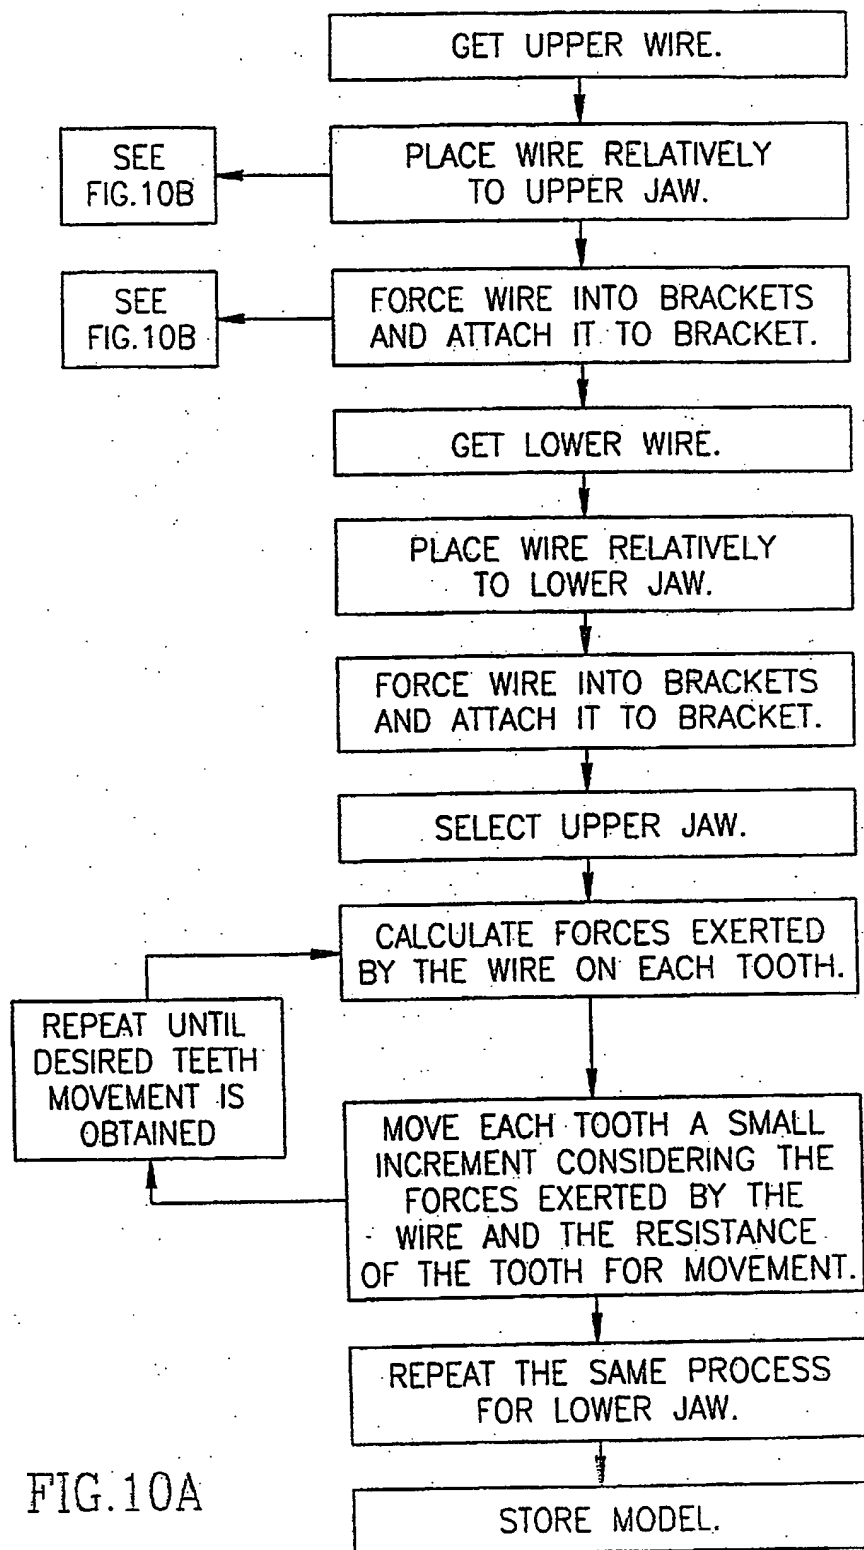 GET UPPER WIRE.
SEE
FIG.10B
PLACE WIRE RELATIVELY
TO UPPER JAW.
SEE
FIG.10B
FORCE WIRE INTO BRACKETS
AND ATTACH IT TO BRACKET.
GET LOWER WIRE.
PLACE WIRE RELATIVELY
TO LOWER JAW.
FORCE WIRE INTO BRACKETS
AND ATTACH IT TO BRACKET.
SELECT UPPER JAW.
CALCULATE FORCES EXERTED
BY THE WIRE ON EACH TOOTH.
REPEAT UNTIL
DESIRED TEETH
MOVEMENT IS
OBTAINED
MOVE EACH TOOTH A SMALL
INCREMENT CONSIDERING THE
FORCES EXERTED BY THE
WIRE AND THE RESISTANCE
OF THE TOOTH FOR MOVEMENT.
REPEAT THE SAME PROCESS
FOR LOWER JAW.
STORE MODEL.
FIG.10A